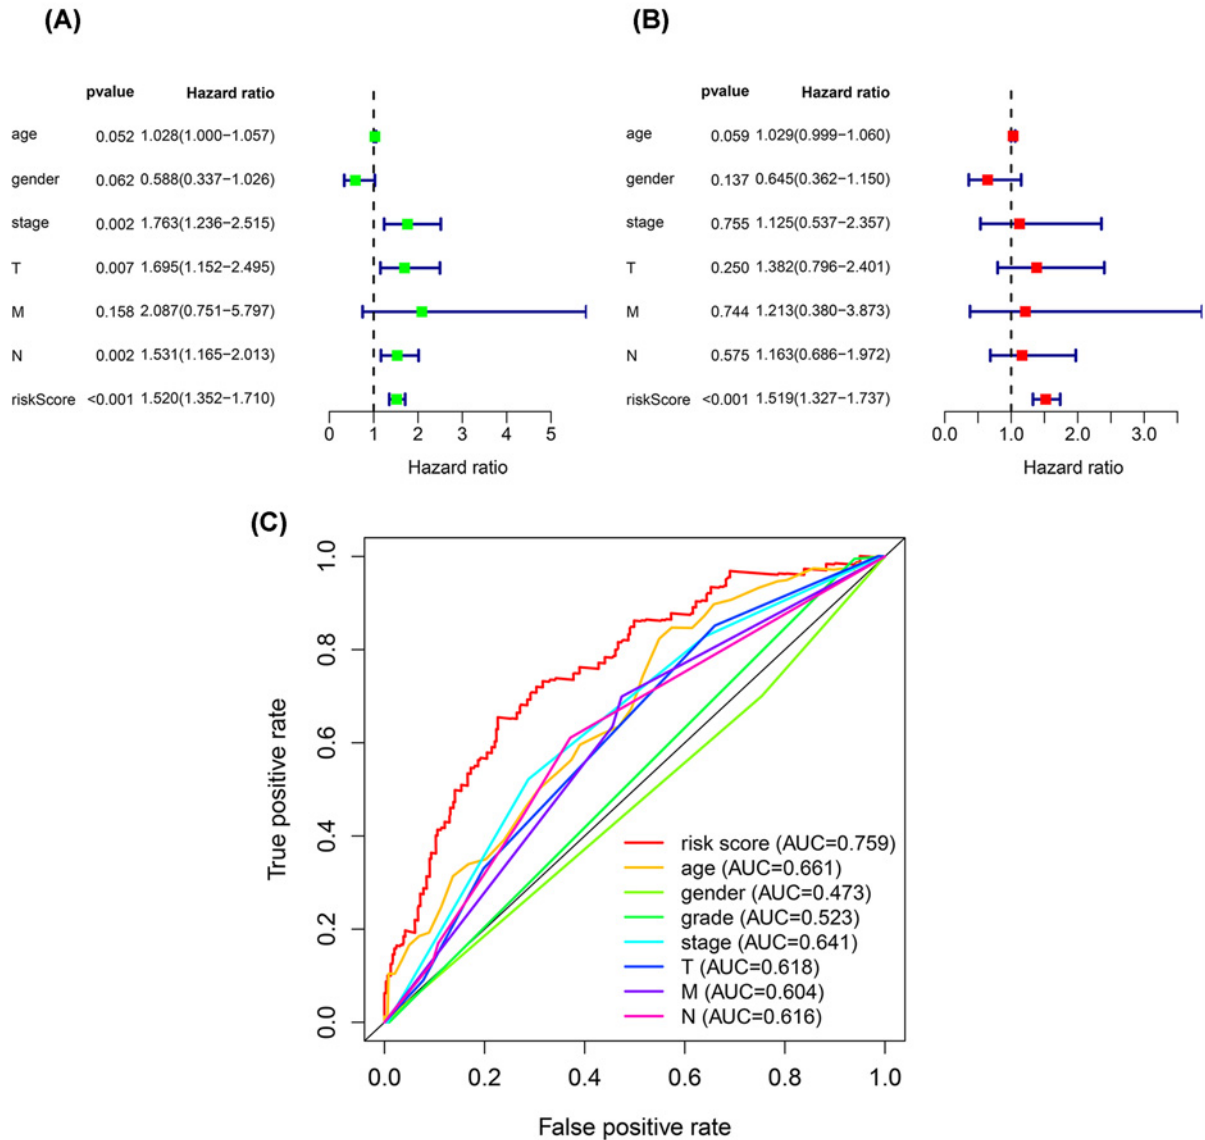 (A)
pvalue Hazard ratio
age 0.052 1.028(1.000−1.057)
gender 0.062 0.588(0.337−1.026)
stage 0.002 1.763(1.236−2.515)
T 0.007 1.695(1.152−2.495)
M 0.158 2.087(0.751−5.797)
N 0.002 1.531(1.165−2.013)
riskScore <0.001 1.520(1.352−1.710)
0 1 2 3 4 5
Hazard ratio
(B)
pvalue Hazard ratio
age 0.059 1.029(0.999−1.060)
gender 0.137 0.645(0.362−1.150)
stage 0.755 1.125(0.537−2.357)
T 0.250 1.382(0.796−2.401)
M 0.744 1.213(0.380−3.873)
N 0.575 1.163(0.686−1.972)
riskScore <0.001 1.519(1.327−1.737)
0.0 1.0 2.0 3.0
Hazard ratio
(C)
True positive rate
1.0
0.8
0.6
0.4
0.2
0.0
risk score (AUC=0.759)
age (AUC=0.661)
gender (AUC=0.473)
grade (AUC=0.523)
stage (AUC=0.641)
T (AUC=0.618)
M (AUC=0.604)
N (AUC=0.616)
0.0 0.2 0.4 0.6 0.8 1.0
False positive rate